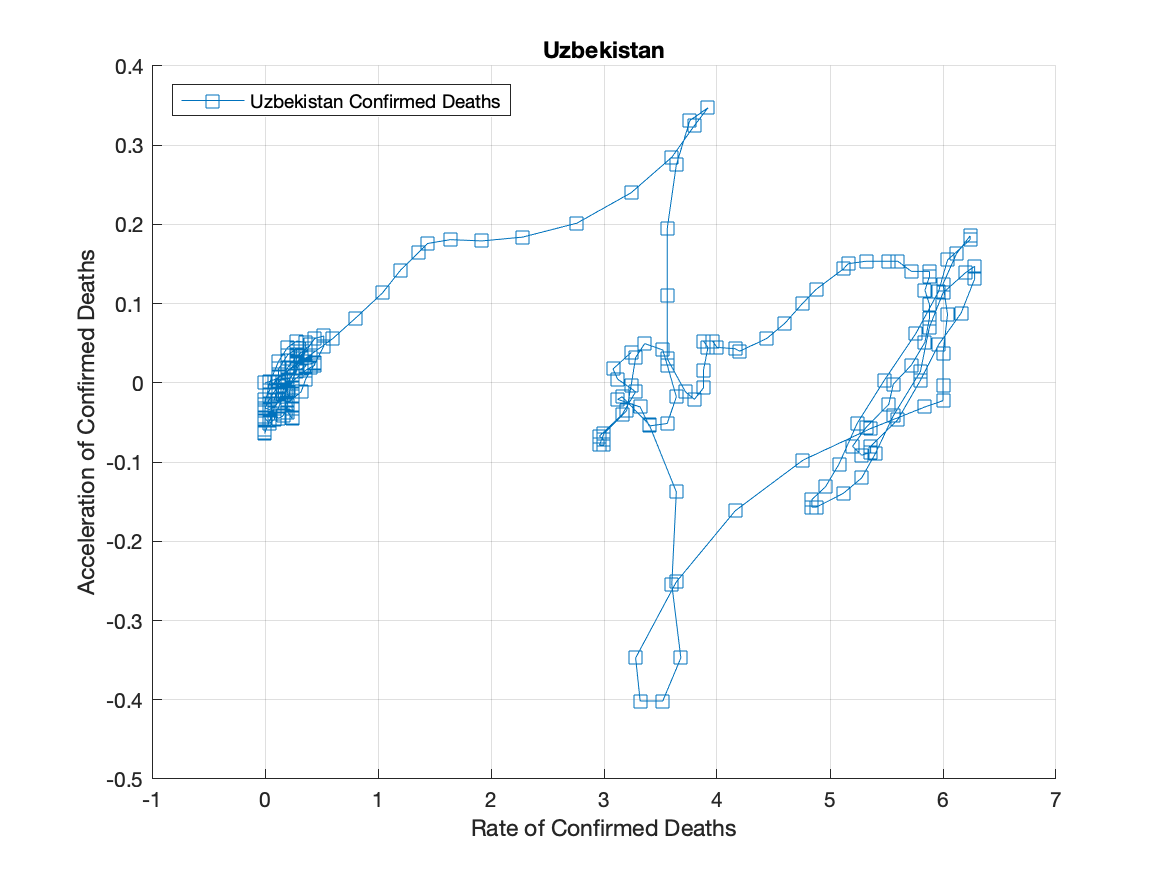 Uzbekistan
Uzbekistan Confirmed Deaths
Acceleration of Confirmed Deaths
0.4
0.3
0.2
0.1
0
-0.1
-0.2
-0.3
-0.4
-0.5
-1 0 1 2 3 4 5 6 7
Rate of Confirmed Deaths